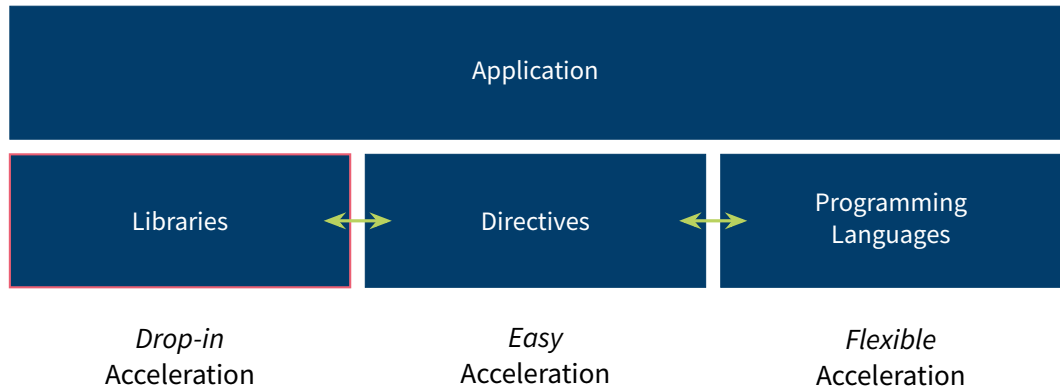 Application
Libraries
Directives
Programming
Languages
Drop-in
Acceleration
Easy
Acceleration
Flexible
Acceleration